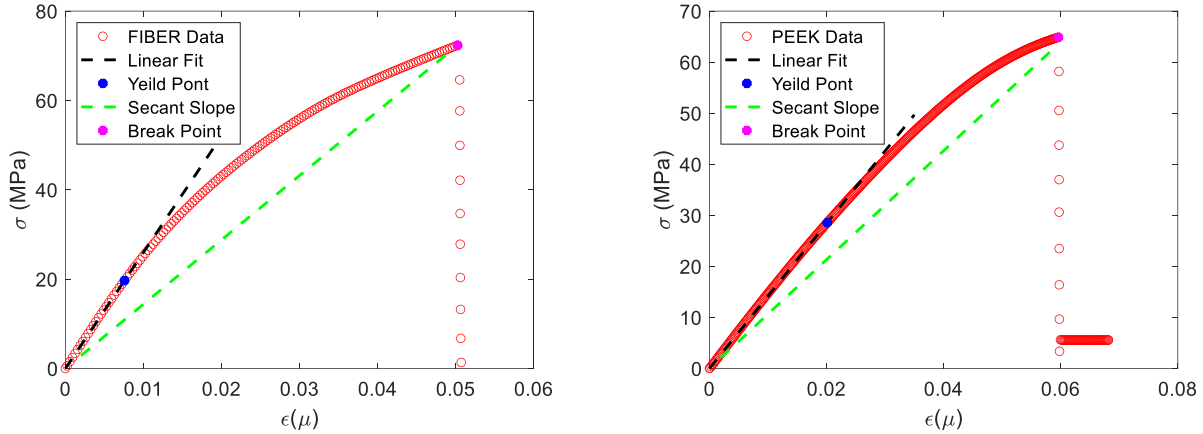 80
60
40
20
0
σ (MPa)
FIBER Data
Linear Fit
Yeild Pont
Secant Slope
Break Point
0
0.01
0.02
0.03
0.04
0.05
0.06
ϵ(μ)
70
60
50
40
30
20
10
0
σ (MPa)
PEEK Data
Linear Fit
Yeild Pont
Secant Slope
Break Point
0
0.02
0.04
0.06
0.08
ϵ(μ)